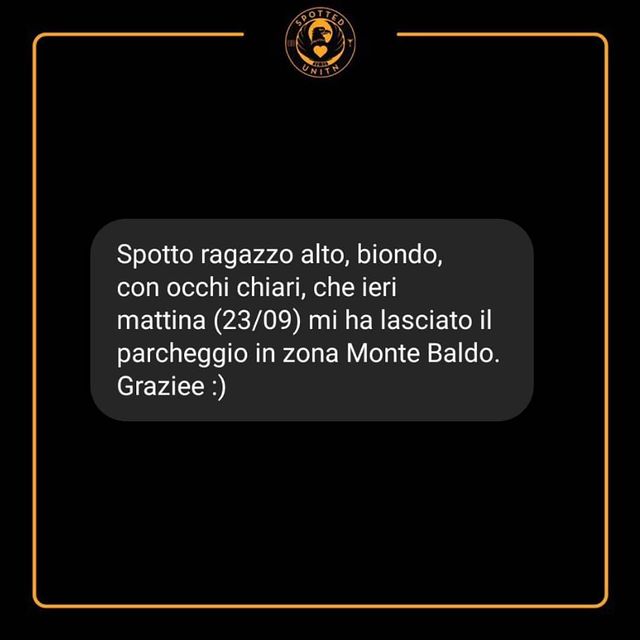 SPOTTED
UNITN
Spotto ragazzo alto, biondo,
con occhi chiari, che ieri
mattina (23/09) mi ha lasciato il
parcheggio in zona Monte Baldo.
Graziee :)